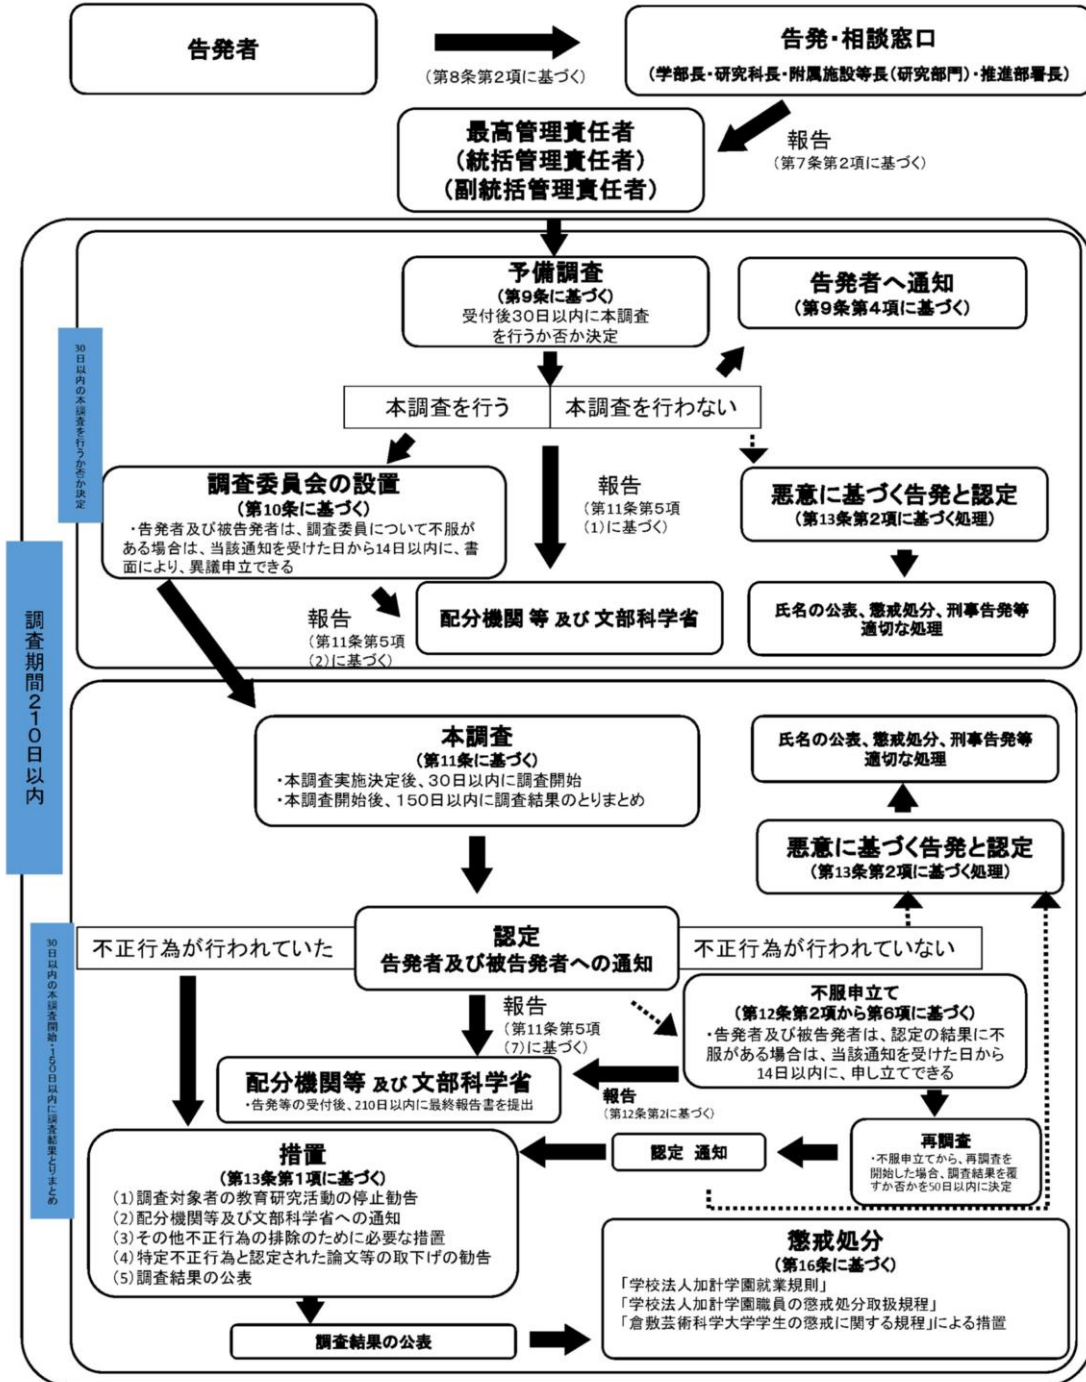 告発者
(第8条第2項に基づく)
告発・相談窓口
(学部長・研究科長・附属施設等長(研究部門)・推進部署長)
最高管理責任者
(統括管理責任者)
(副統括管理責任者)
報告
(第7条第2項に基づく)
予備調査
(第9条に基づく)
受付後30日以内に本調査
を行うか否か決定
告発者へ通知
(第9条第4項に基づく)
30日以内の本調査を行うか否か決定
本調査を行う
本調査を行わない
調査委員会の設置
(第10条に基づく)
・告発者及び被告発者は、調査委員について不服が
ある場合は、当該通知を受けた日から14日以内に、書
面により、異議申立できる
報告
(第11条第5項
(1)に基づく)
悪意に基づく告発と認定
(第13条第2項に基づく処理)
報告
(第11条第5項
(2)に基づく)
配分機関 等 及び 文部科学省
氏名の公表、懲戒処分、刑事告発等
適切な処理
調査期間210日以内
本調査
(第11条に基づく)
・本調査実施決定後、30日以内に調査開始
・本調査開始後、150日以内に調査結果のとりまとめ
氏名の公表、懲戒処分、刑事告発等
適切な処理
悪意に基づく告発と認定
(第13条第2項に基づく処理)
30日以内の本調査開始・150日以内に調査結果とりまとめ
不正行為が行われていた
認定
告発者及び被告発者への通知
不正行為が行われていない
報告
(第11条第5項
(7)に基づく)
不服申立て
(第12条第2項から第6項に基づく)
・告発者及び被告発者は、認定の結果に不
服がある場合は、当該通知を受けた日から
14日以内に、申し立てできる
配分機関等 及び 文部科学省
・告発等の受付後、210日以内に最終報告書を提出
報告
(第12条第2に基づく)
再調査
・不服申立てから、再調査を
開始した場合、調査結果を覆
すか否かを50日以内に決定
認定 通知
措置
(第13条第1項に基づく)
(1)調査対象者の教育研究活動の停止勧告
(2)配分機関等及び文部科学省への通知
(3)その他不正行為の排除のために必要な措置
(4)特定不正行為と認定された論文等の取下げの勧告
(5)調査結果の公表
調査結果の公表
懲戒処分
(第16条に基づく)
「学校法人加計学園就業規則」
「学校法人加計学園職員の懲戒処分取扱規程」
「倉敷芸術科学大学学生の懲戒に関する規程」による措置